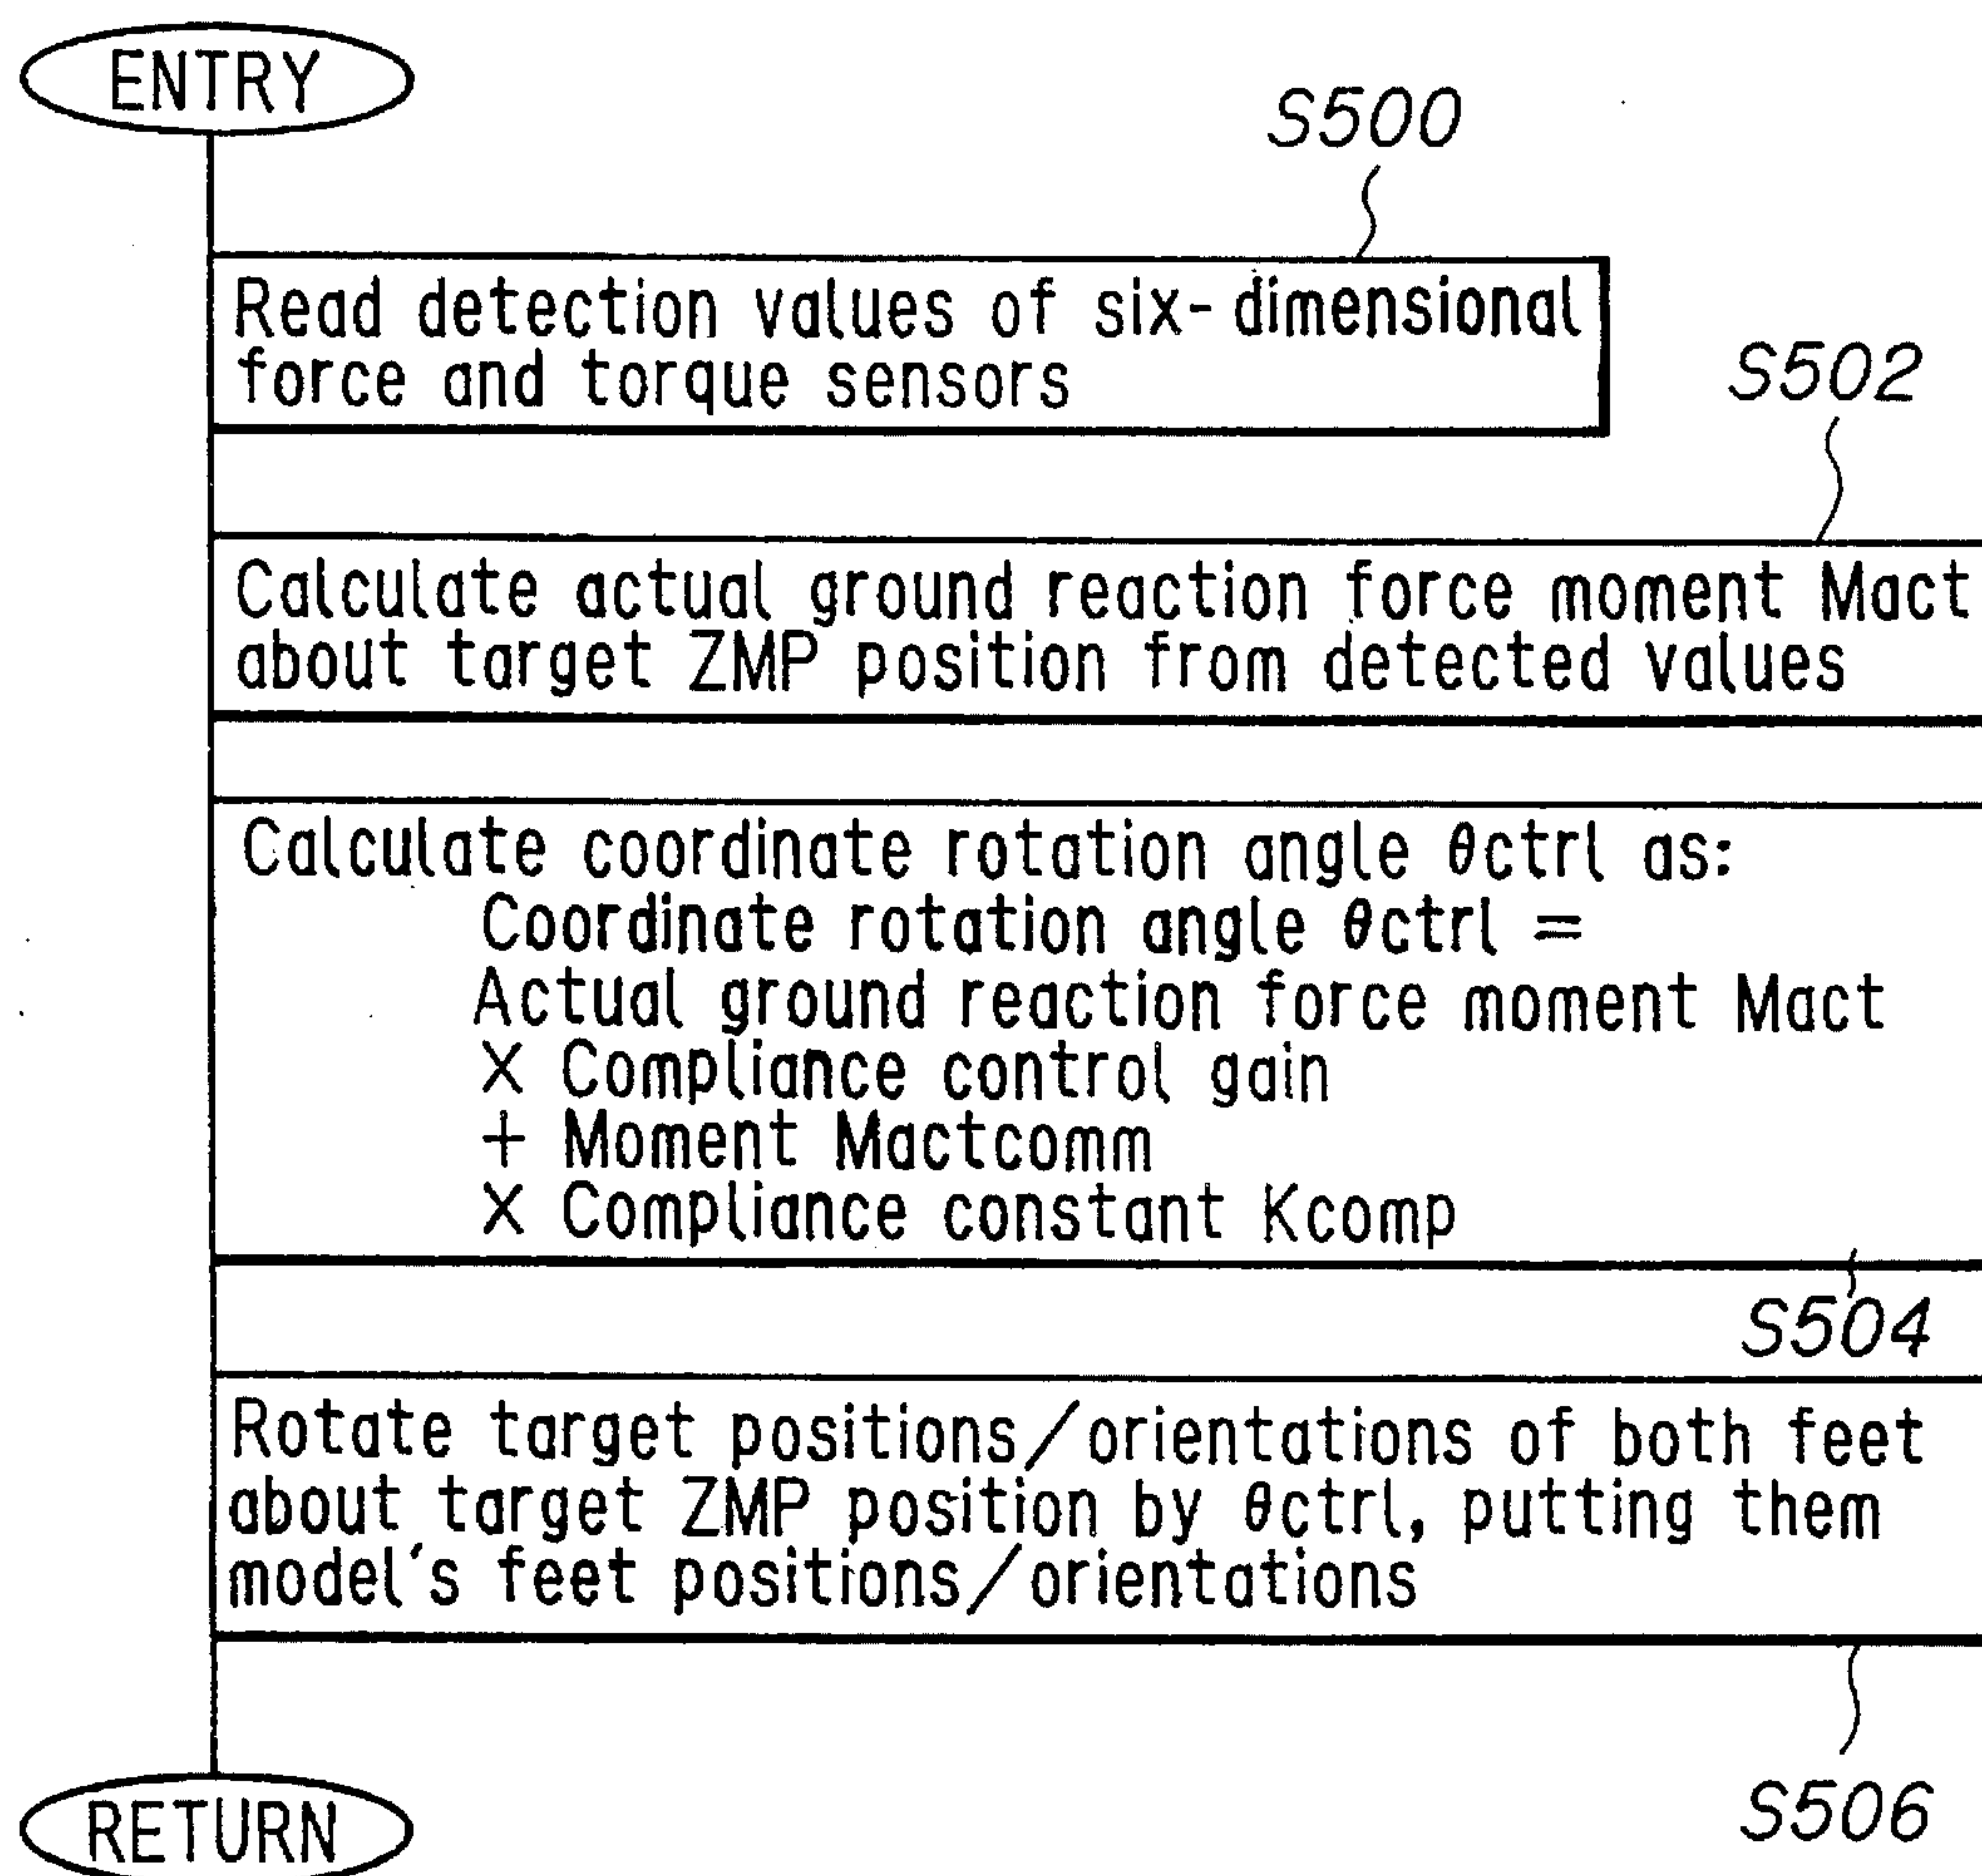 ENTRY
S500
Read detection values of six-dimensional
force and torque sensors
S502
Calculate actual ground reaction force moment Mact
about target ZMP position from detected values
Calculate coordinate rotation angle θctrl as:
Coordinate rotation angle θctrl =
Actual ground reaction force moment Mact
× Compliance control gain
+ Moment Mactcomm
× Compliance constant Kcomp
S504
Rotate target positions/orientations of both feet
about target ZMP position by θctrl, putting them
model's feet positions/orientations
S506
RETURN